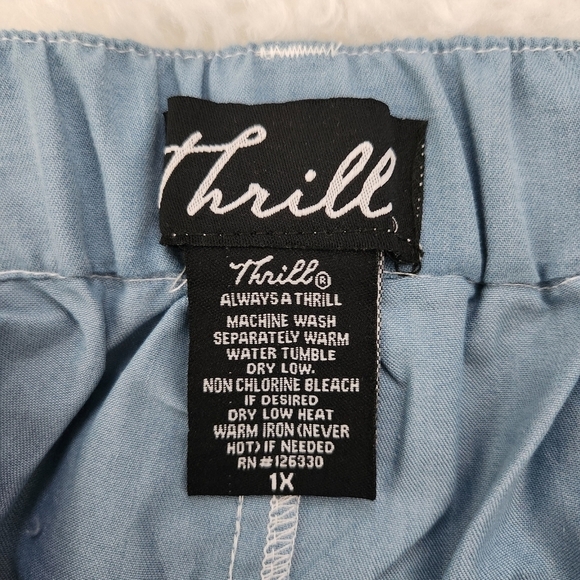 Thrill
Thrill®
ALWAYS A THRILL
MACHINE WASH
SEPARATELY WARM
WATER TUMBLE
DRY LOW.
NON CHLORINE BLEACH
IF DESIRED
DRY LOW HEAT
WARM IRON (NEVER
HOT) IF NEEDED
RN#126330
1X